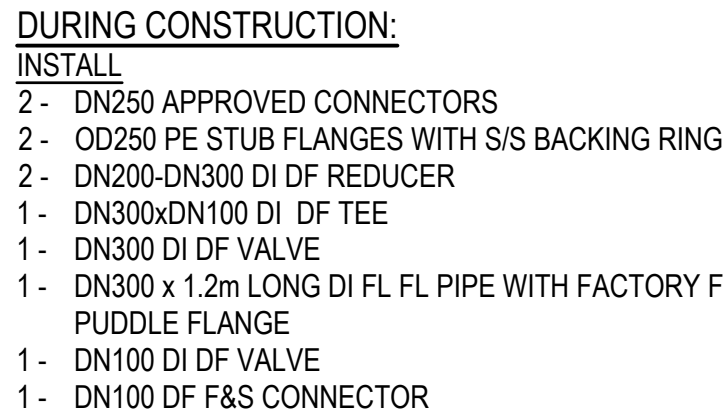 DURING CONSTRUCTION:
INSTALL
2 - DN250 APPROVED CONNECTORS
2 - OD250 PE STUB FLANGES WITH S/S BACKING RING
2 - DN200-DN300 DI DF REDUCER
1 - DN300xDN100 DI DF TEE
1 - DN300 DI DF VALVE
1 - DN300 x 1.2m LONG DI FL FL PIPE WITH FACTORY F
PUDDLE FLANGE
1 - DN100 DI DF VALVE
1 - DN100 DF F&S CONNECTOR